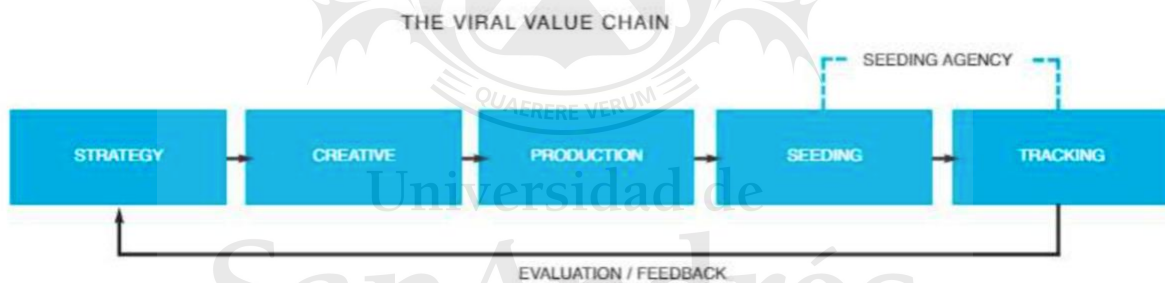 THE VIRAL VALUE CHAIN
SEEDING AGENCY
QUAERERE VERUM
STRATEGY
CREATIVE
PRODUCTION
SEEDING
TRACKING
Universidad de
EVALUATION / FEEDBACK
San Andrés